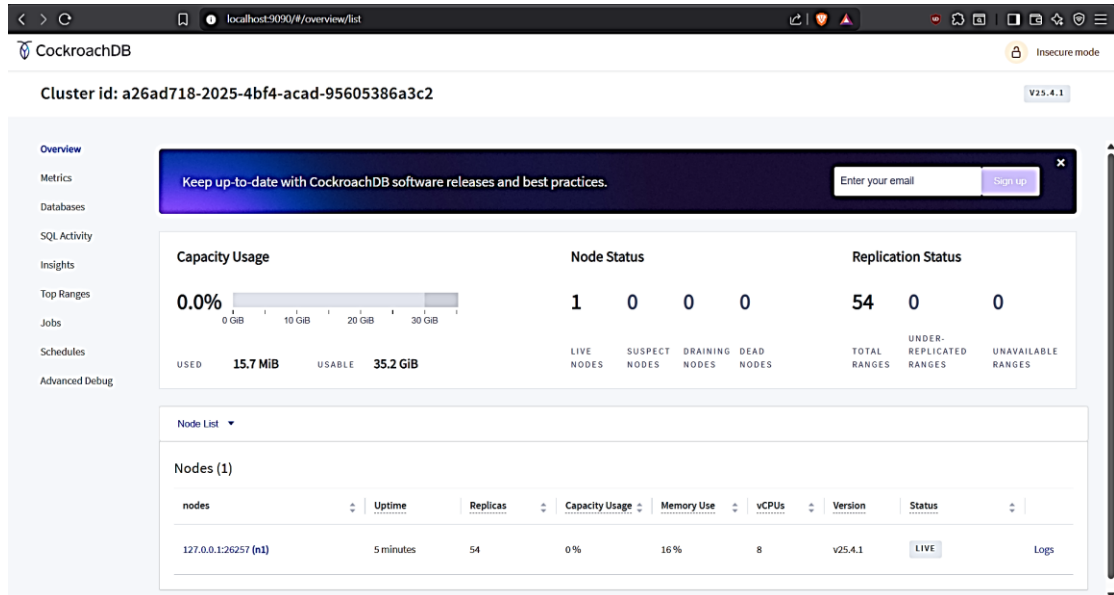 localhost:9090/#/overview/list
CockroachDB
Insecure mode
Cluster id: a26ad718-2025-4bf4-acad-95605386a3c2
V25.4.1
Overview
Metrics
Databases
SQL Activity
Insights
Top Ranges
Jobs
Schedules
Advanced Debug
Keep up-to-date with CockroachDB software releases and best practices.
Enter your email
Sign up
Capacity Usage
0.0%
0 GiB 10 GiB 20 GiB 30 GiB
USED 15.7 MiB USABLE 35.2 GiB
Node Status
1 0 0 0
LIVE NODES
SUSPECT NODES
DRAINING NODES
DEAD NODES
Replication Status
54 0 0
TOTAL RANGES
UNDER-REPLICATED RANGES
UNAVAILABLE RANGES
Node List
Nodes (1)
nodes Uptime Replicas Capacity Usage Memory Use vCPUs Version Status
127.0.0.1:26257 (n1) 5 minutes 54 0 % 16 % 8 v25.4.1 LIVE Logs